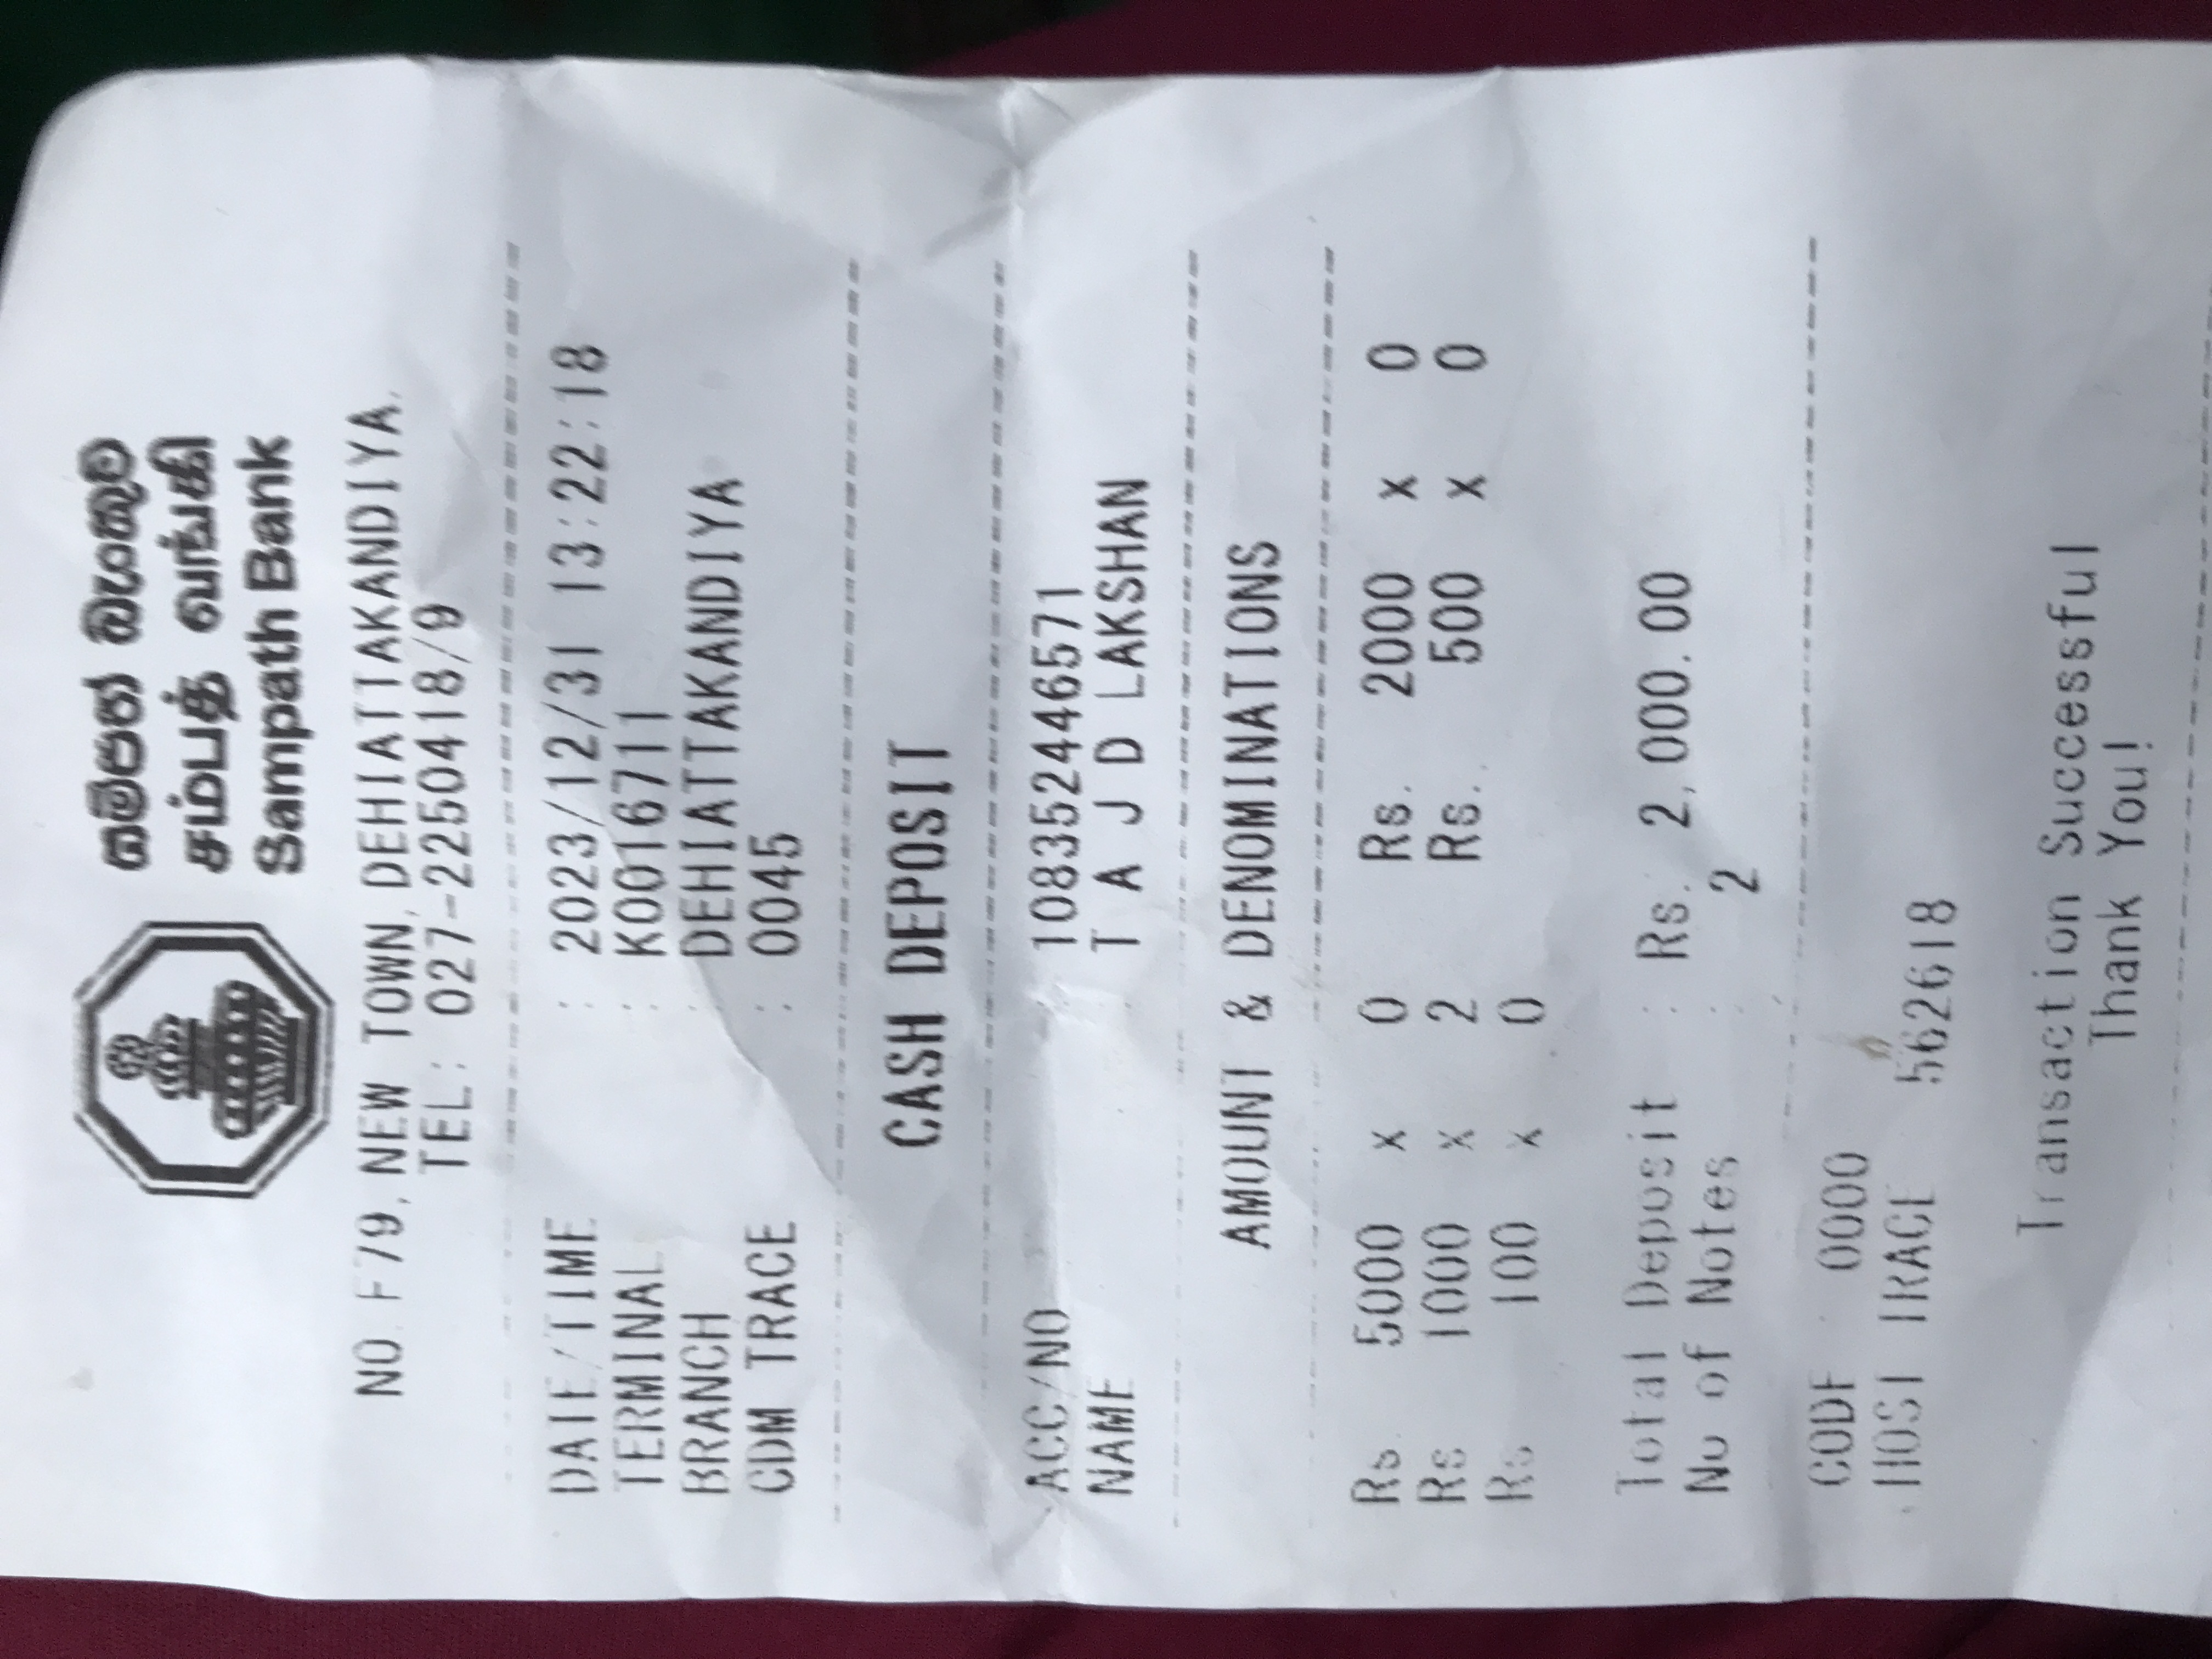 සම්පත් බැංකුව
சம்பத் வங்கி
Sampath Bank
NO. F79, NEW TOWN, DEHIATTAKANDIYA.
TEL: 027-2250418/9
DATE/TIME : 2023/12/31 13:22:18
TERMINAL : K0016711
BRANCH : DEHIATTAKANDIYA
CDM TRACE : 0045
CASH DEPOSIT
ACC/NO : 108352446571
NAME : T A J D LAKSHAN
AMOUNT & DENOMINATIONS
Rs. 5000 x 0 Rs. 2000 x 0
Rs. 1000 x 2 Rs. 500 x 0
Rs. 100 x 0
Total Deposit : Rs. 2,000.00
No of Notes : 2
CODE : 0000
HOST TRACE 562618
Transaction Successful
Thank You!